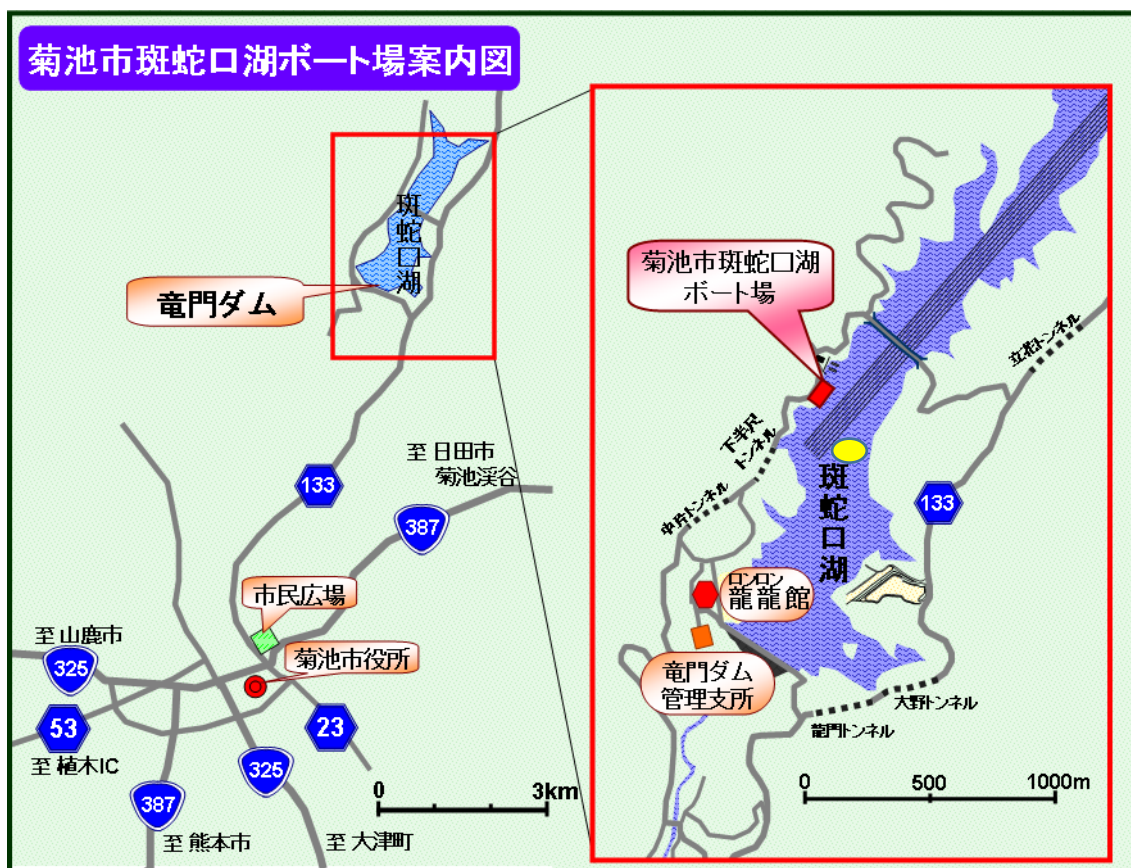 菊池市斑蛇口湖ボート場案内図
斑蛇口湖
竜門ダム
133
至 日田市
菊池渓谷
387
市民広場
至 山鹿市
325
菊池市役所
53
至 植木IC
23
325
387
至 熊本市
至 大津町
0
3km
菊池市斑蛇口湖
ボート場
立花トンネル
下半尺
トンネル
中片トンネル
斑蛇口湖
133
ロンロン
龍龍館
竜門ダム
管理支所
大野トンネル
龍門トンネル
0 500 1000m